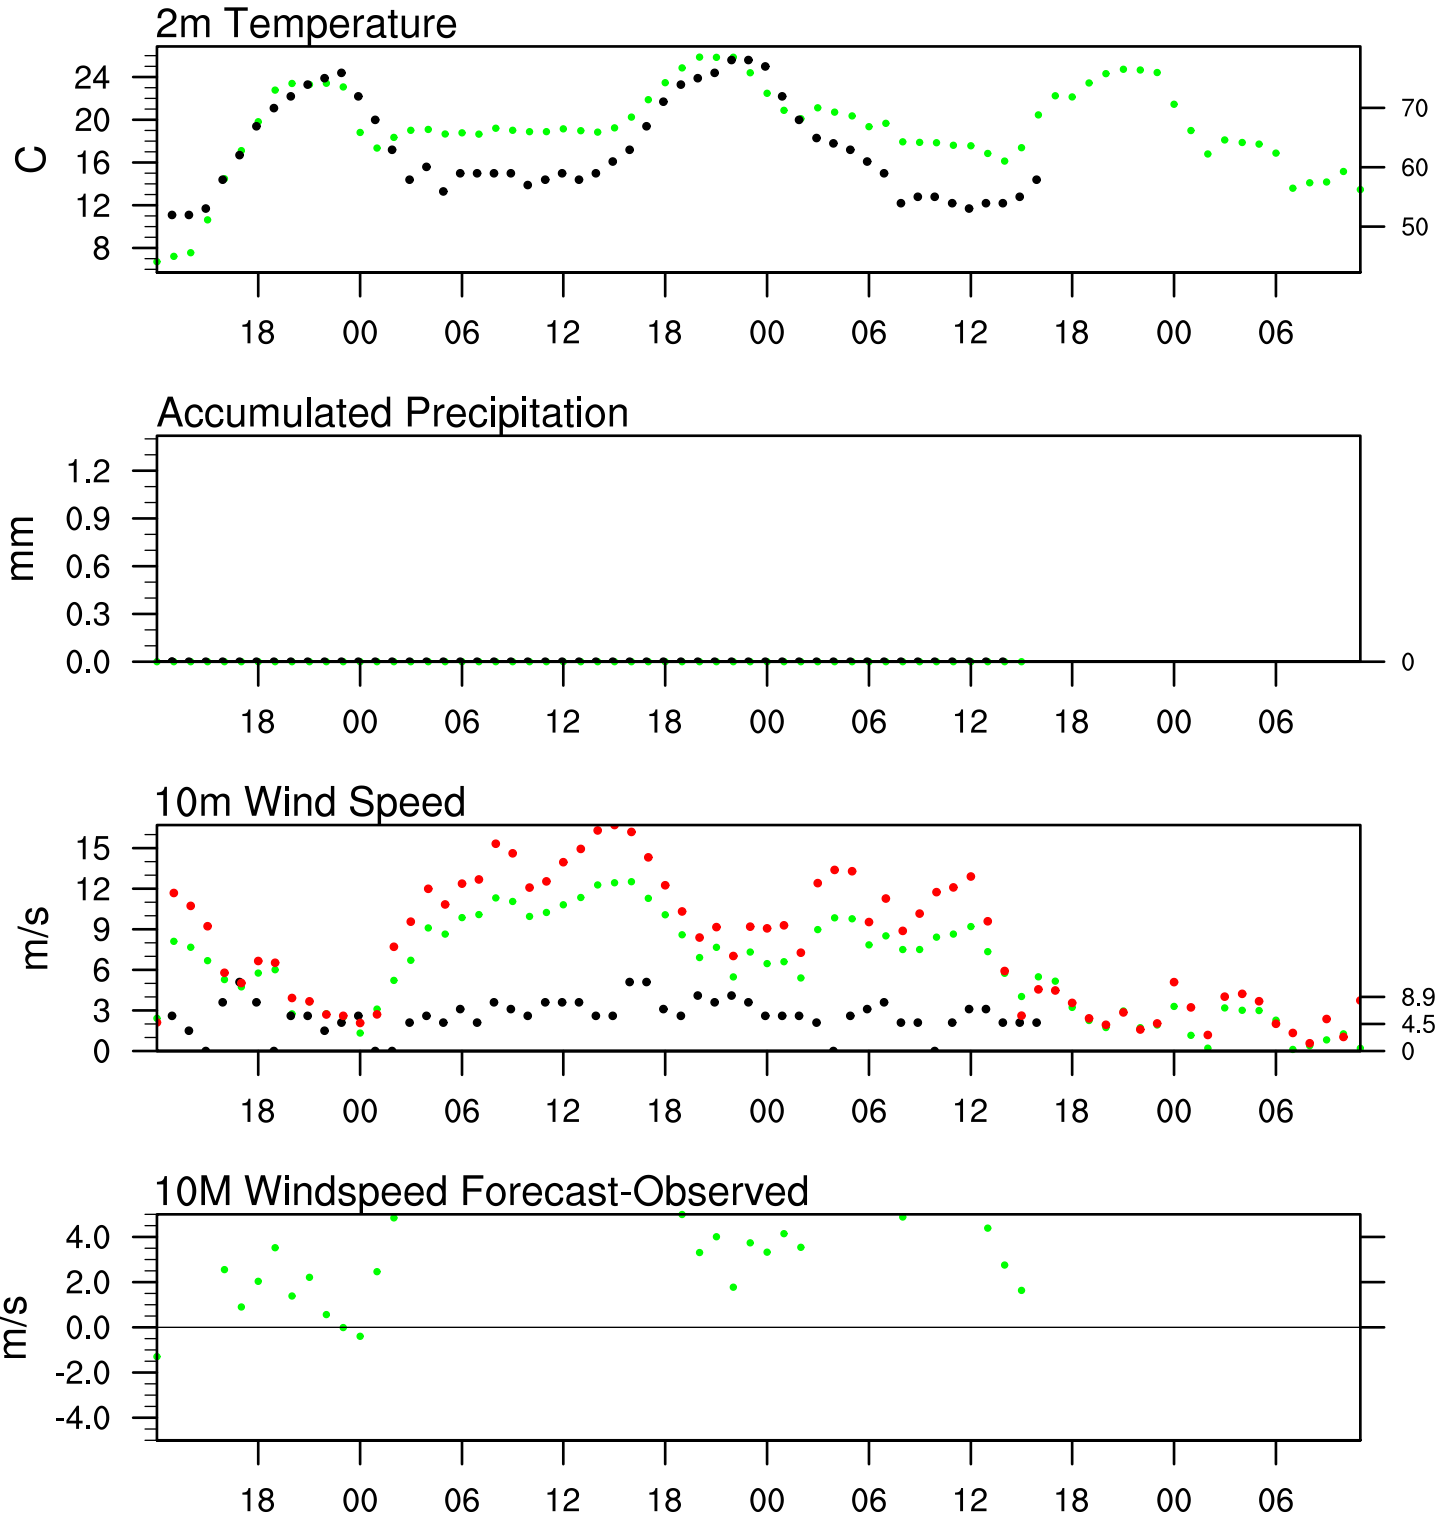 2m Temperature
24
20
16
12
8
C
70
60
50
18 00 06 12 18 00 06 12 18 00 06
Accumulated Precipitation
1.2
0.9
0.6
0.3
0.0
mm
0
18 00 06 12 18 00 06 12 18 00 06
10m Wind Speed
15
12
9
6
3
0
m/s
8.9
4.5
0
18 00 06 12 18 00 06 12 18 00 06
10M Windspeed Forecast-Observed
4.0
2.0
0.0
-2.0
-4.0
m/s
18 00 06 12 18 00 06 12 18 00 06